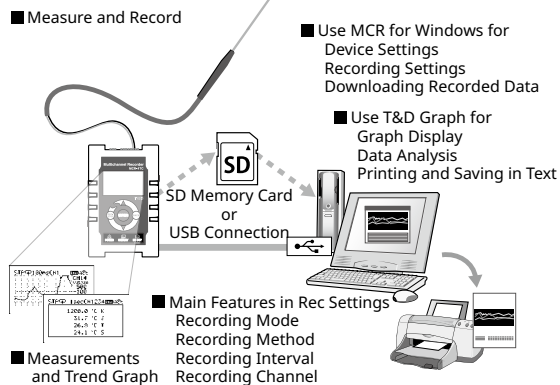 ■ Measure and Record
■ Use MCR for Windows for
Device Settings
Recording Settings
Downloading Recorded Data
■ Use T&D Graph for
Graph Display
Data Analysis
Printing and Saving in Text
Multichannel Recorder
SD
SD Memory Card
or
USB Connection
■ Main Features in Rec Settings
Recording Mode
Recording Method
Recording Interval
Recording Channel
1200.0 °C K
31.7 °C J
26.8 °C T
24.1 °C S
■ Measurements
and Trend Graph